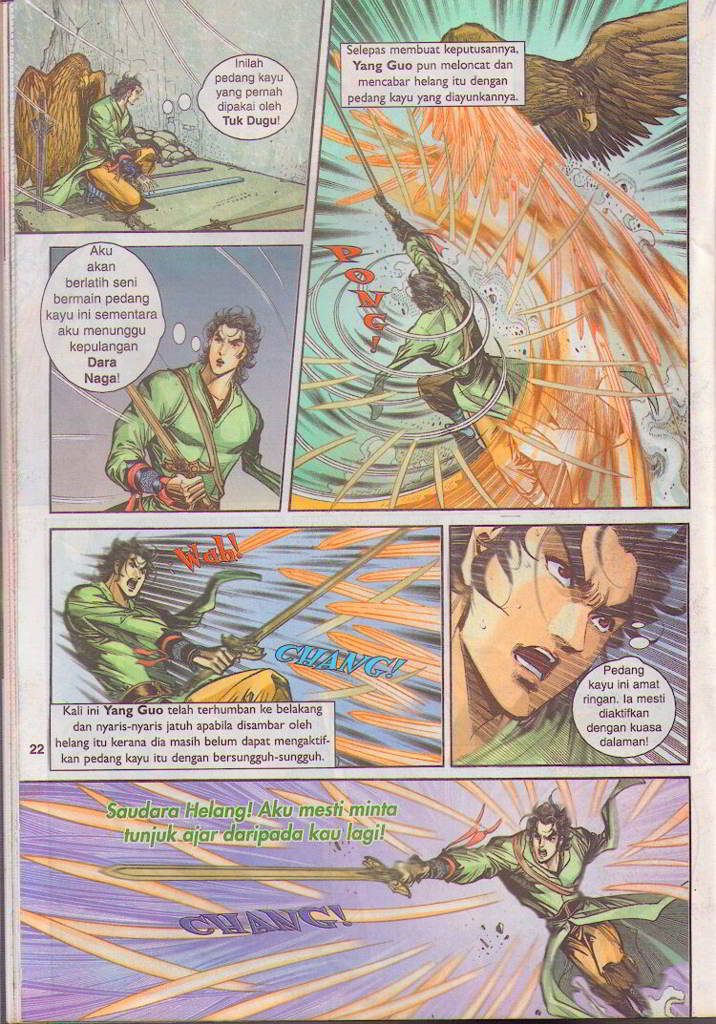 Inilah
pedang kayu
yang pernah
dipakai oleh
Tuk Dugu!
Selepas membuat keputusannya,
Yang Guo pun meloncat dan
mencabar helang itu dengan
pedang kayu yang diayunkannya.
Aku
akan
berlatih seni
bermain pedang
kayu ini sementara
aku menunggu
kepulangan
Dara
Naga!
PONG!
Wah!
CHANG!
Kali ini Yang Guo telah terhumban ke belakang
dan nyaris-nyaris jatuh apabila disambar oleh
helang itu kerana dia masih belum dapat mengaktif-
kan pedang kayu itu dengan bersungguh-sungguh.
Pedang
kayu ini amat
ringan. Ia mesti
diaktifkan
dengan kuasa
dalaman!
22
Saudara Helang! Aku mesti minta
tunjuk ajar daripada kau lagi!
CHANG!